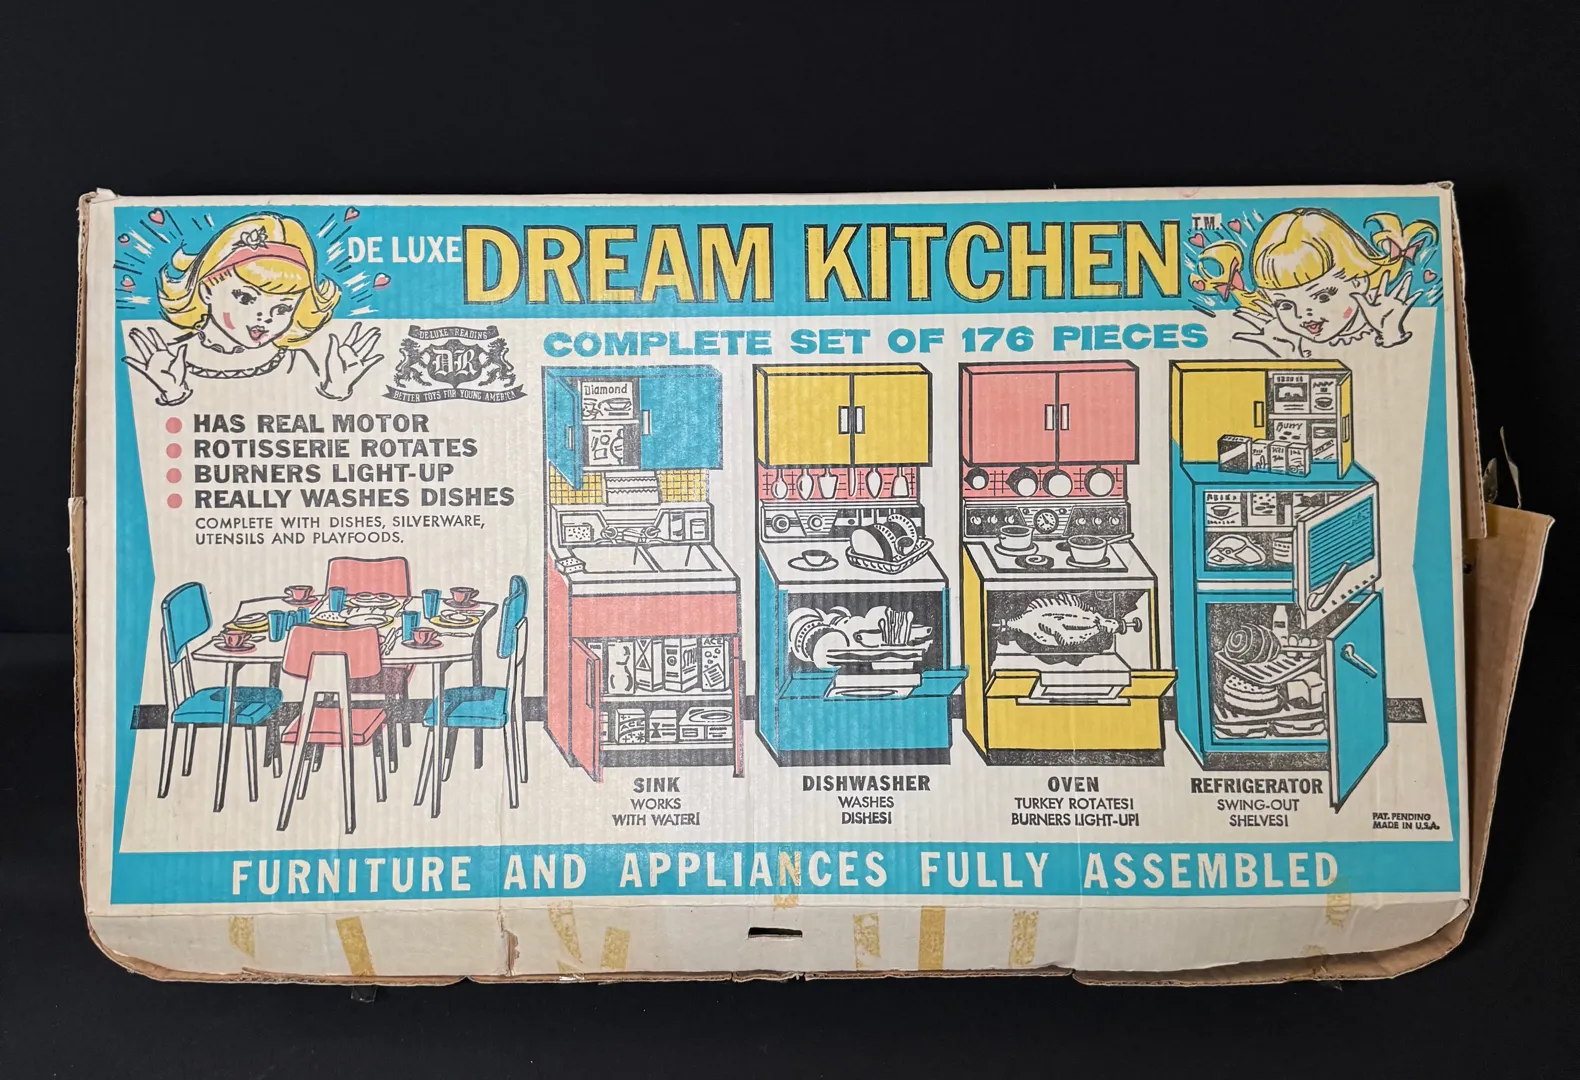 DE LUXE DREAM KITCHEN T.M.
COMPLETE SET OF 176 PIECES
DELUXE READING
DR
BETTER TOYS FOR YOUNG AMERICA
HAS REAL MOTOR
ROTISSERIE ROTATES
BURNERS LIGHT-UP
REALLY WASHES DISHES
COMPLETE WITH DISHES, SILVERWARE,
UTENSILS AND PLAYFOODS.
Diamond
SINK
WORKS
WITH WATER!
DISHWASHER
WASHES
DISHES!
OVEN
TURKEY ROTATES!
BURNERS LIGHT-UP!
REFRIGERATOR
SWING-OUT
SHELVES!
PAT. PENDING
MADE IN U.S.A.
FURNITURE AND APPLIANCES FULLY ASSEMBLED